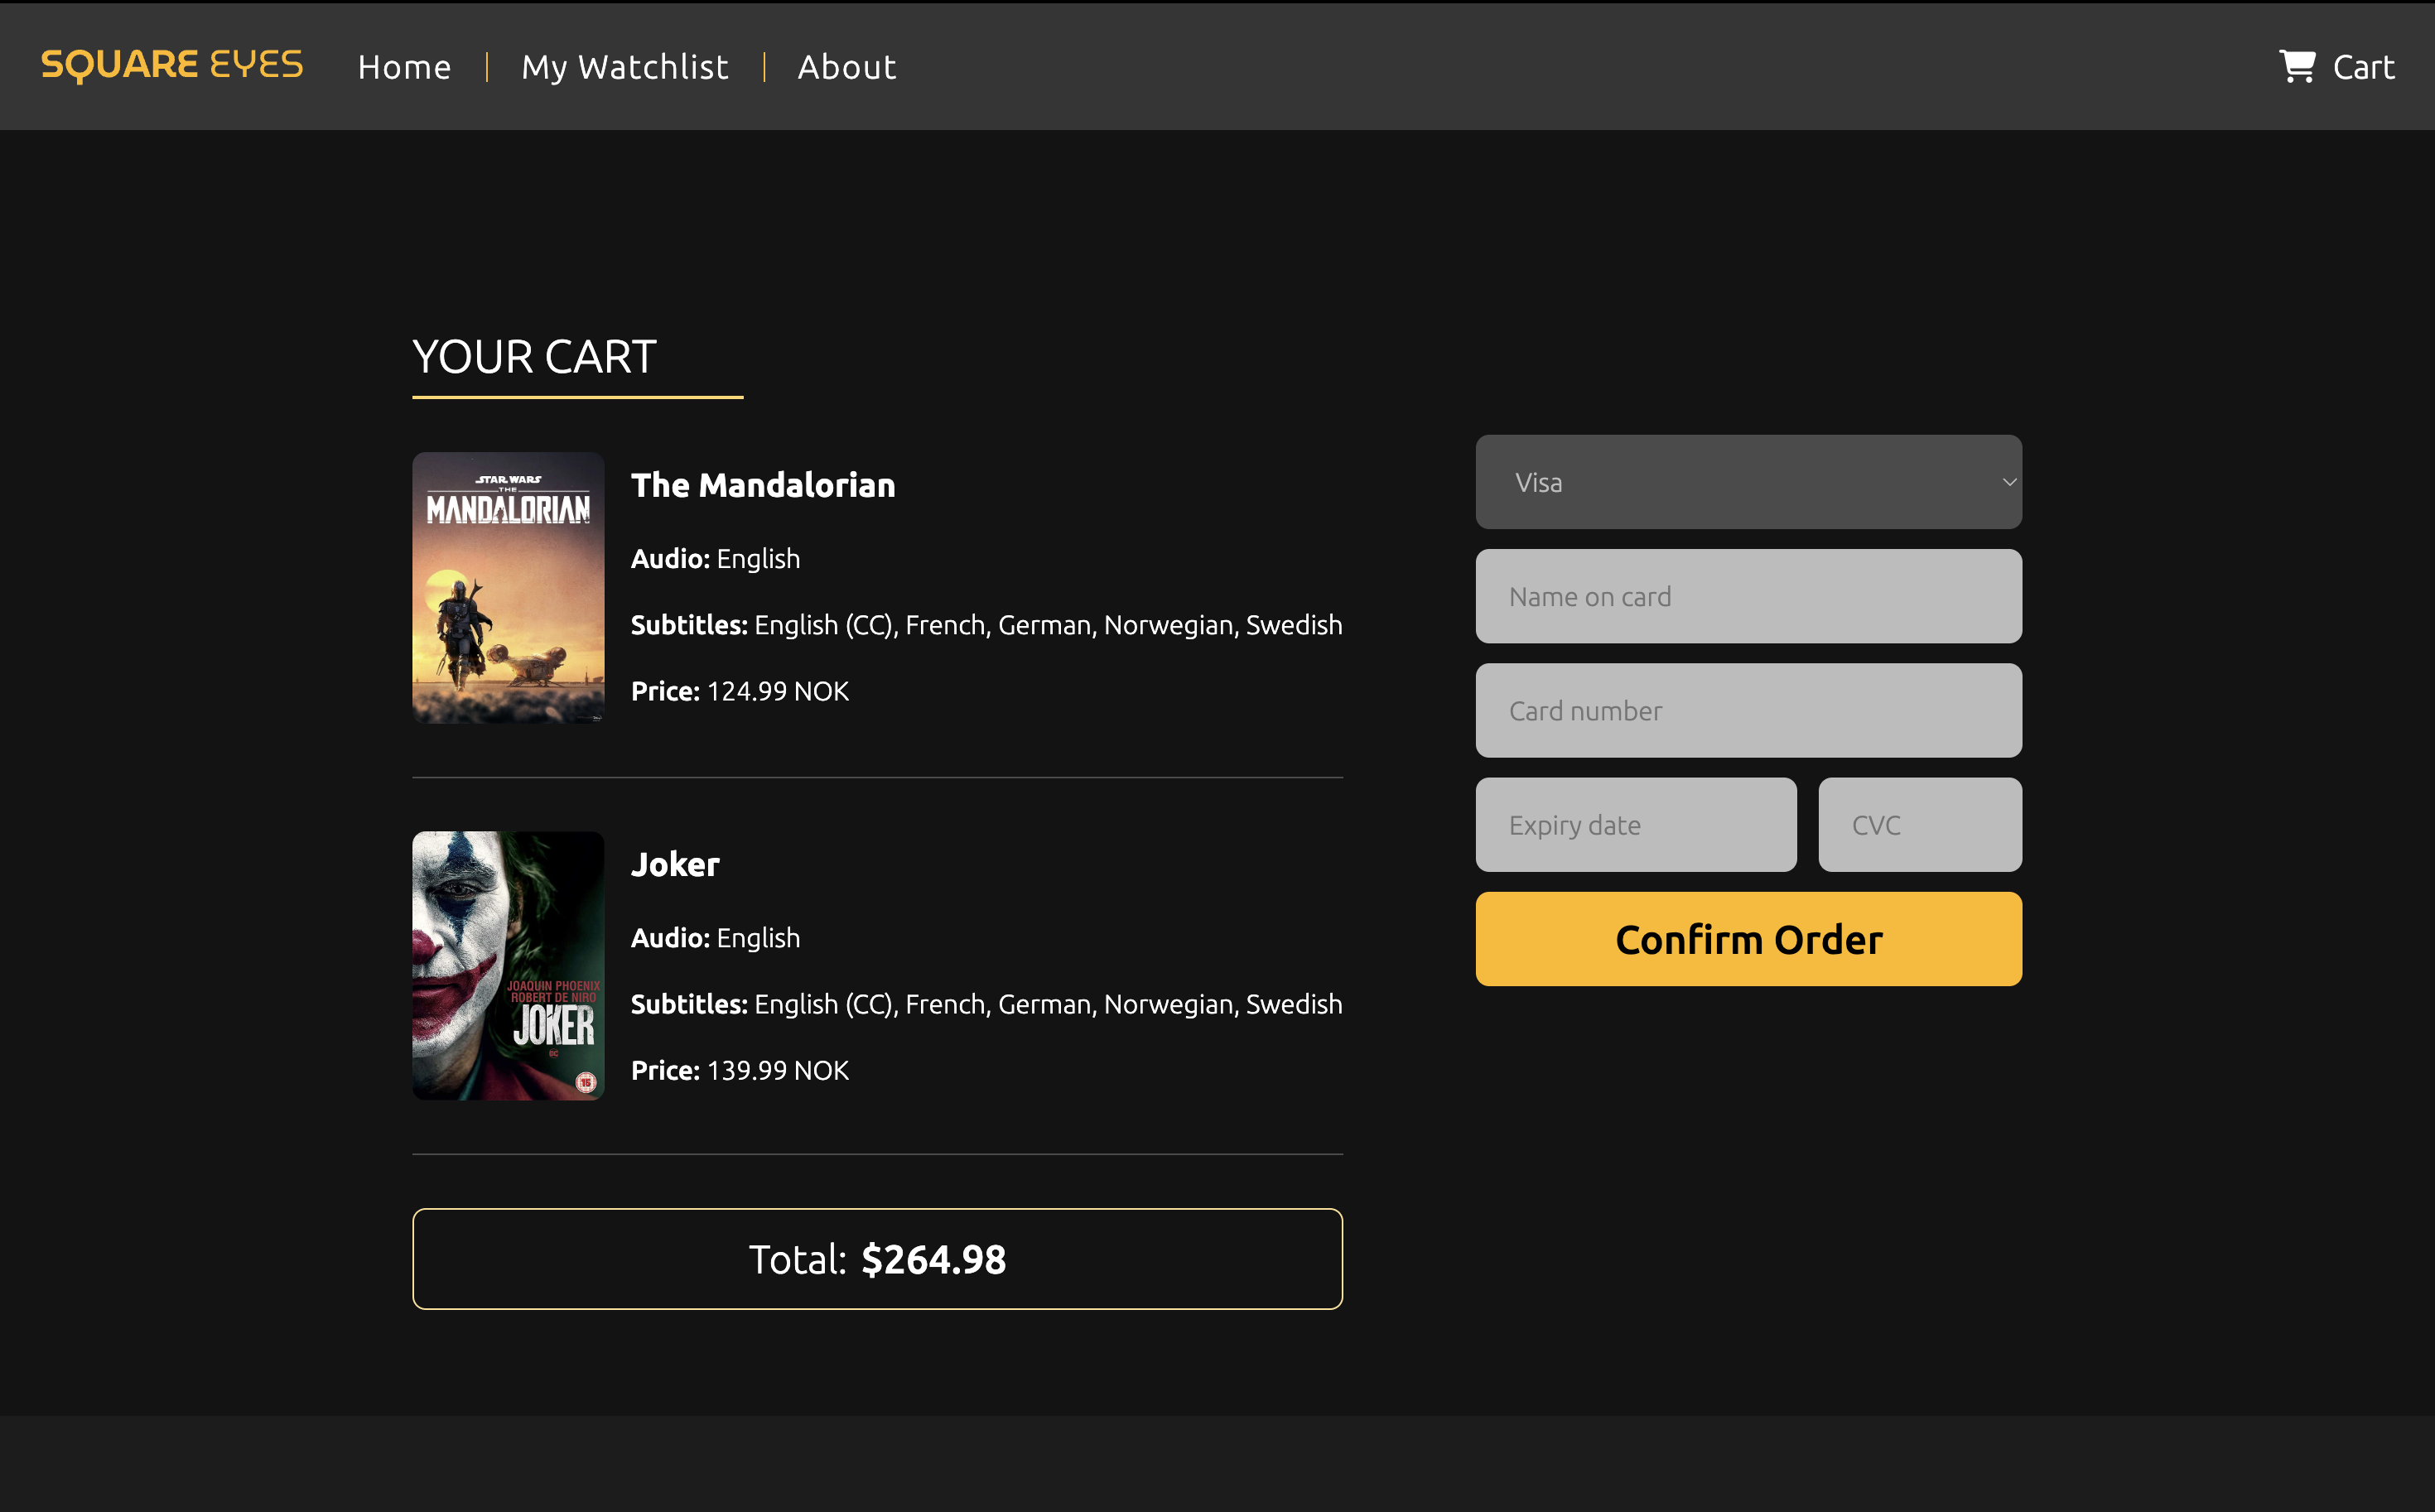 SQUARE EYES
Home
My Watchlist
About
Cart
YOUR CART
STAR WARS
THE
MANDALORIAN
The Mandalorian
Audio: English
Subtitles: English (CC), French, German, Norwegian, Swedish
Price: 124.99 NOK
JOAQUIN PHOENIX
ROBERT DE NIRO
JOKER
DC
15
Joker
Audio: English
Subtitles: English (CC), French, German, Norwegian, Swedish
Price: 139.99 NOK
Total: $264.98
Visa
Name on card
Card number
Expiry date
CVC
Confirm Order